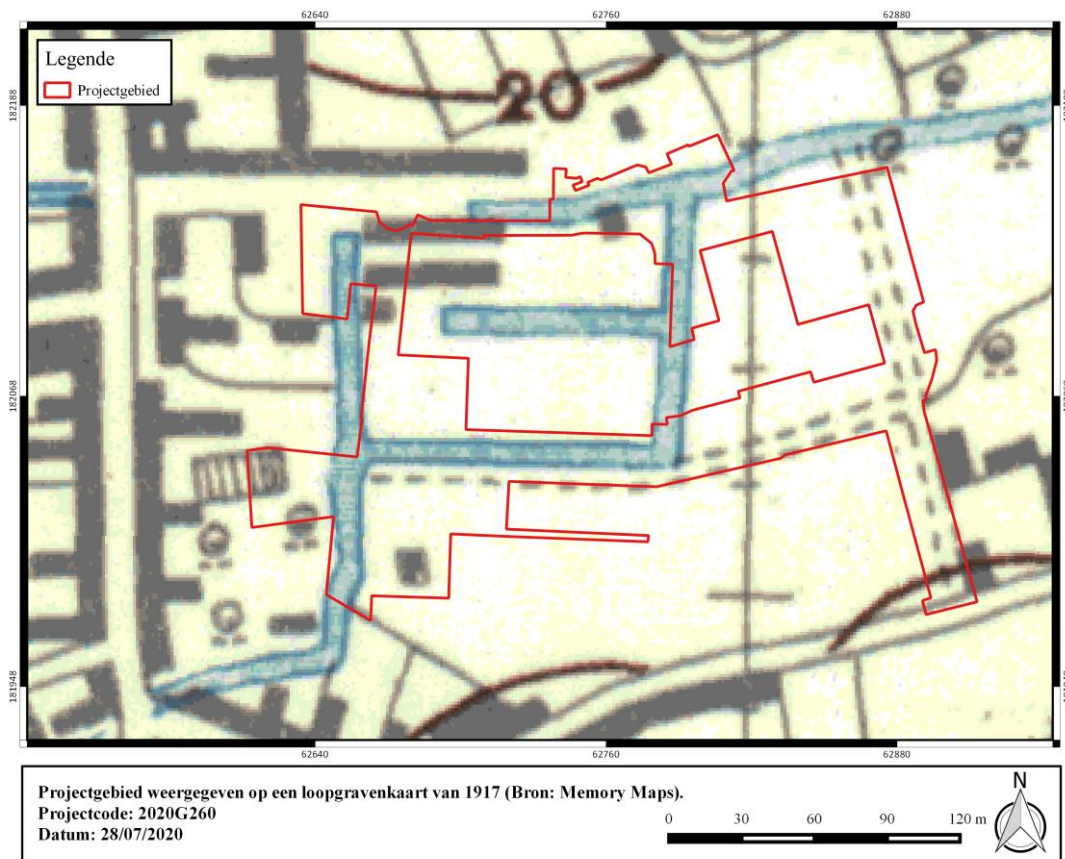 62640 62760 62880
Legende
Projectgebied
20
182188
182068
181948
62640 62760 62880
Projectgebied weergegeven op een loopgravenkaart van 1917 (Bron: Memory Maps).
Projectcode: 2020G260
Datum: 28/07/2020
0 30 60 90 120 m
N